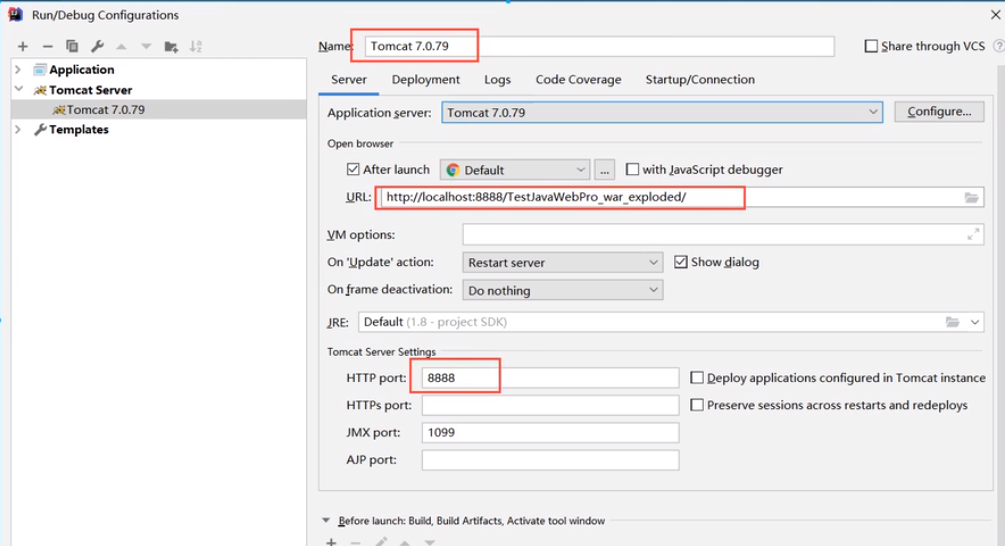 Run/Debug Configurations
Name: Tomcat 7.0.79 Share through VCS
Application
Tomcat Server
Tomcat 7.0.79
Templates
Server Deployment Logs Code Coverage Startup/Connection
Application server: Tomcat 7.0.79 Configure...
Open browser
After launch Default ... with JavaScript debugger
URL: http://localhost:8888/TestJavaWebPro_war_exploded/
VM options:
On 'Update' action: Restart server Show dialog
On frame deactivation: Do nothing
JRE: Default (1.8 - project SDK)
Tomcat Server Settings
HTTP port: 8888 Deploy applications configured in Tomcat instance
HTTPs port: Preserve sessions across restarts and redeploys
JMX port: 1099
AJP port:
Before launch: Build, Build Artifacts, Activate tool window